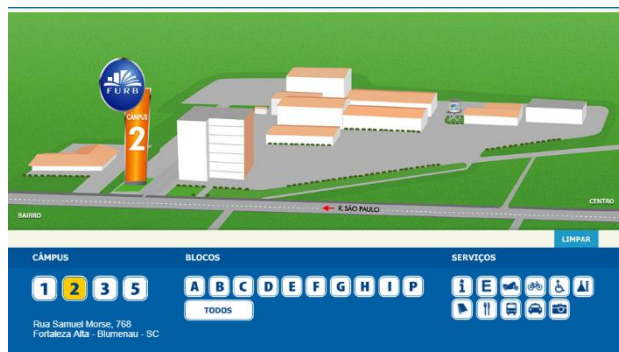 FURB
CÂMPUS
2
R. SÃO PAULO
CENTRO
BAIRRO
LIMPAR
CÂMPUS
BLOCOS
SERVIÇOS
1 2 3 5
A B C D E F G H I P
TODOS
i E
Rua Samuel Morse, 768
Fortaleza Alta - Blumenau - SC